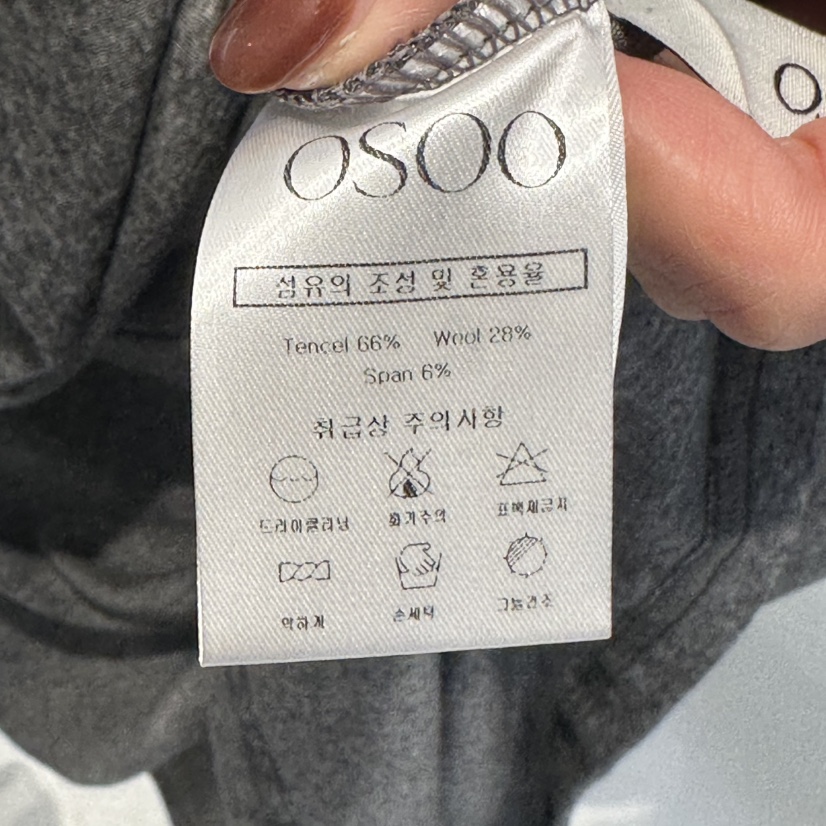 OSOO
섬유의 조성 및 혼용율
Tencel 66% Wool 28%
Span 6%
취급상 주의사항
드라이클리닝 화기주의 표백제금지
약하게 손세탁 그늘건조